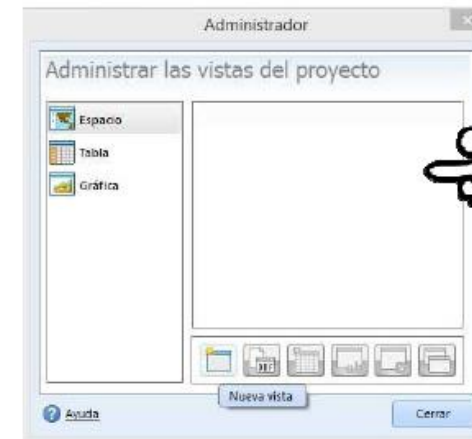 Administrador
Administrar las vistas del proyecto
Espacio
Tabla
Gráfica
Nueva vista
Ayuda
Cerrar